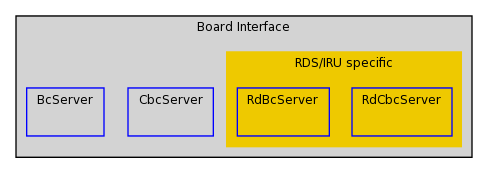 Board Interface
RDS/IRU specific
BcServer
CbcServer
RdBcServer
RdCbcServer